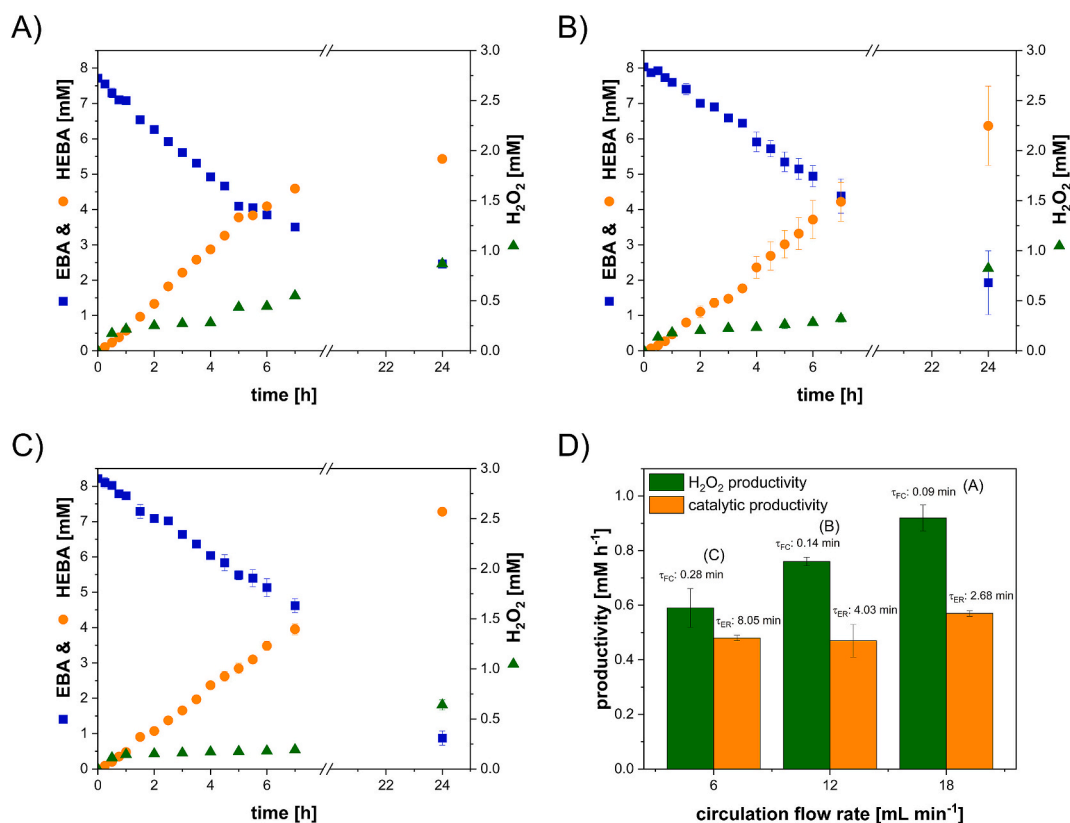 A)
EBA & HEBA [mM]
8
7
6
5
4
3
2
1
0
3.0
2.5
2.0
1.5
1.0
0.5
0.0
H₂O₂ [mM]
0 2 4 6 22 24
time [h]
B)
EBA & HEBA [mM]
8
7
6
5
4
3
2
1
0
3.0
2.5
2.0
1.5
1.0
0.5
0.0
H₂O₂ [mM]
0 2 4 6 22 24
time [h]
C)
EBA & HEBA [mM]
8
7
6
5
4
3
2
1
0
3.0
2.5
2.0
1.5
1.0
0.5
0.0
H₂O₂ [mM]
0 2 4 6 22 24
time [h]
D)
productivity [mM h⁻¹]
1.0
0.8
0.6
0.4
0.2
0.0
H₂O₂ productivity
catalytic productivity
(C)
τFC: 0.28 min
τER: 8.05 min
(B)
τFC: 0.14 min
τER: 4.03 min
(A)
τFC: 0.09 min
τER: 2.68 min
6 12 18
circulation flow rate [mL min⁻¹]